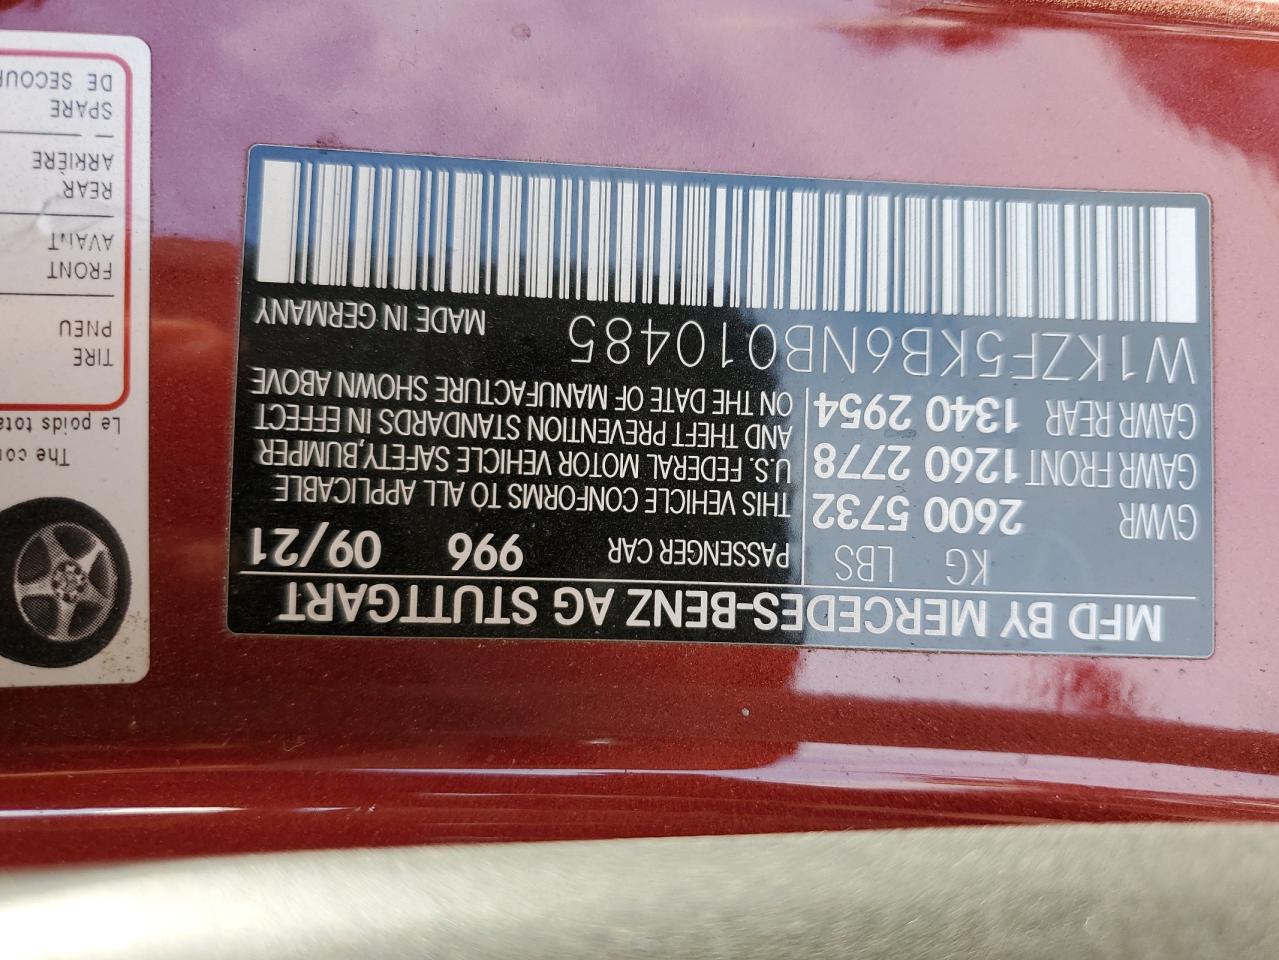 MFD BY MERCEDES-BENZ AG STUTTGART
KG LBS
GVWR 2600 5732
GAWR FRONT 1260 2778
GAWR REAR 1340 2954
PASSENGER CAR 996 09/21
THIS VEHICLE CONFORMS TO ALL APPLICABLE
U.S. FEDERAL MOTOR VEHICLE SAFETY,BUMPER
AND THEFT PREVENTION STANDARDS IN EFFECT
ON THE DATE OF MANUFACTURE SHOWN ABOVE
W1KZF5KB6NB010485 MADE IN GERMANY
The
Le poids
TIRE
PNEU
FRONT
AVANT
REAR
ARRIÈRE
SPARE
DE